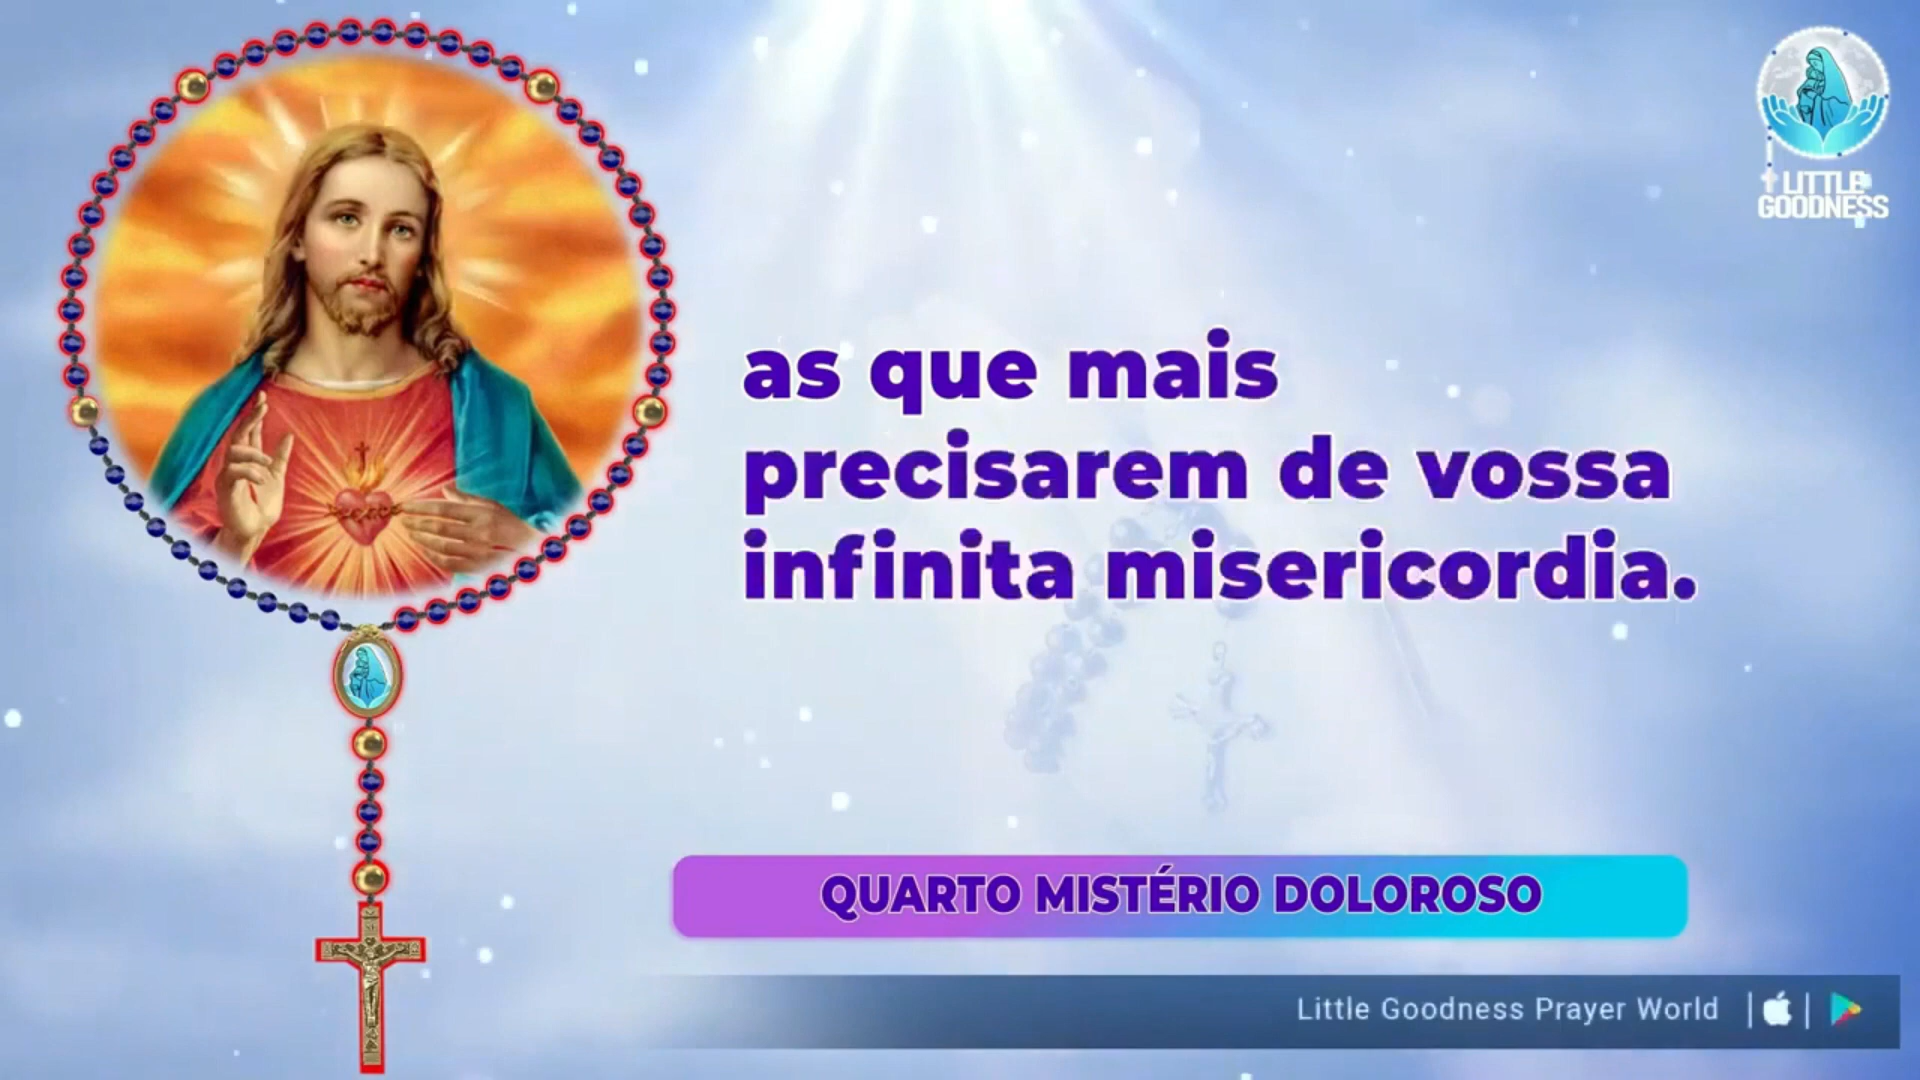 LITTLE
GOODNESS
as que mais
precisarem de vossa
infinita misericordia.
QUARTO MISTÉRIO DOLOROSO
Little Goodness Prayer World